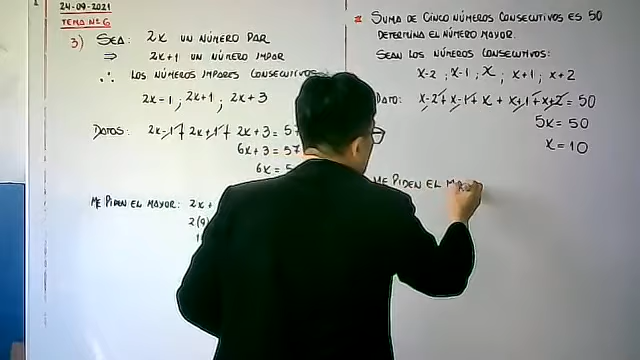 24-09-2021
TEMA Nº6
3) SEA: 2x UN NÚMERO PAR
⇒ 2x+1 UN NÚMERO IMPAR
∴ LOS NÚMEROS IMPARES CONSECUTIVOS
2x-1 ; 2x+1 ; 2x+3
DATOS: 2x-1+2x+1+2x+3=57
6x+3=57
6x=5
ME PIDEN EL MAYOR: 2x+
2(9)
SUMA DE CINCO NÚMEROS CONSECUTIVOS ES 50
DETERMINA EL NÚMERO MAYOR.
SEAN LOS NÚMEROS CONSECUTIVOS:
x-2 ; x-1 ; x ; x+1 ; x+2
DATO: x-2+x-1+x+x+1+x+2=50
5x=50
x=10
ME PIDEN EL MA